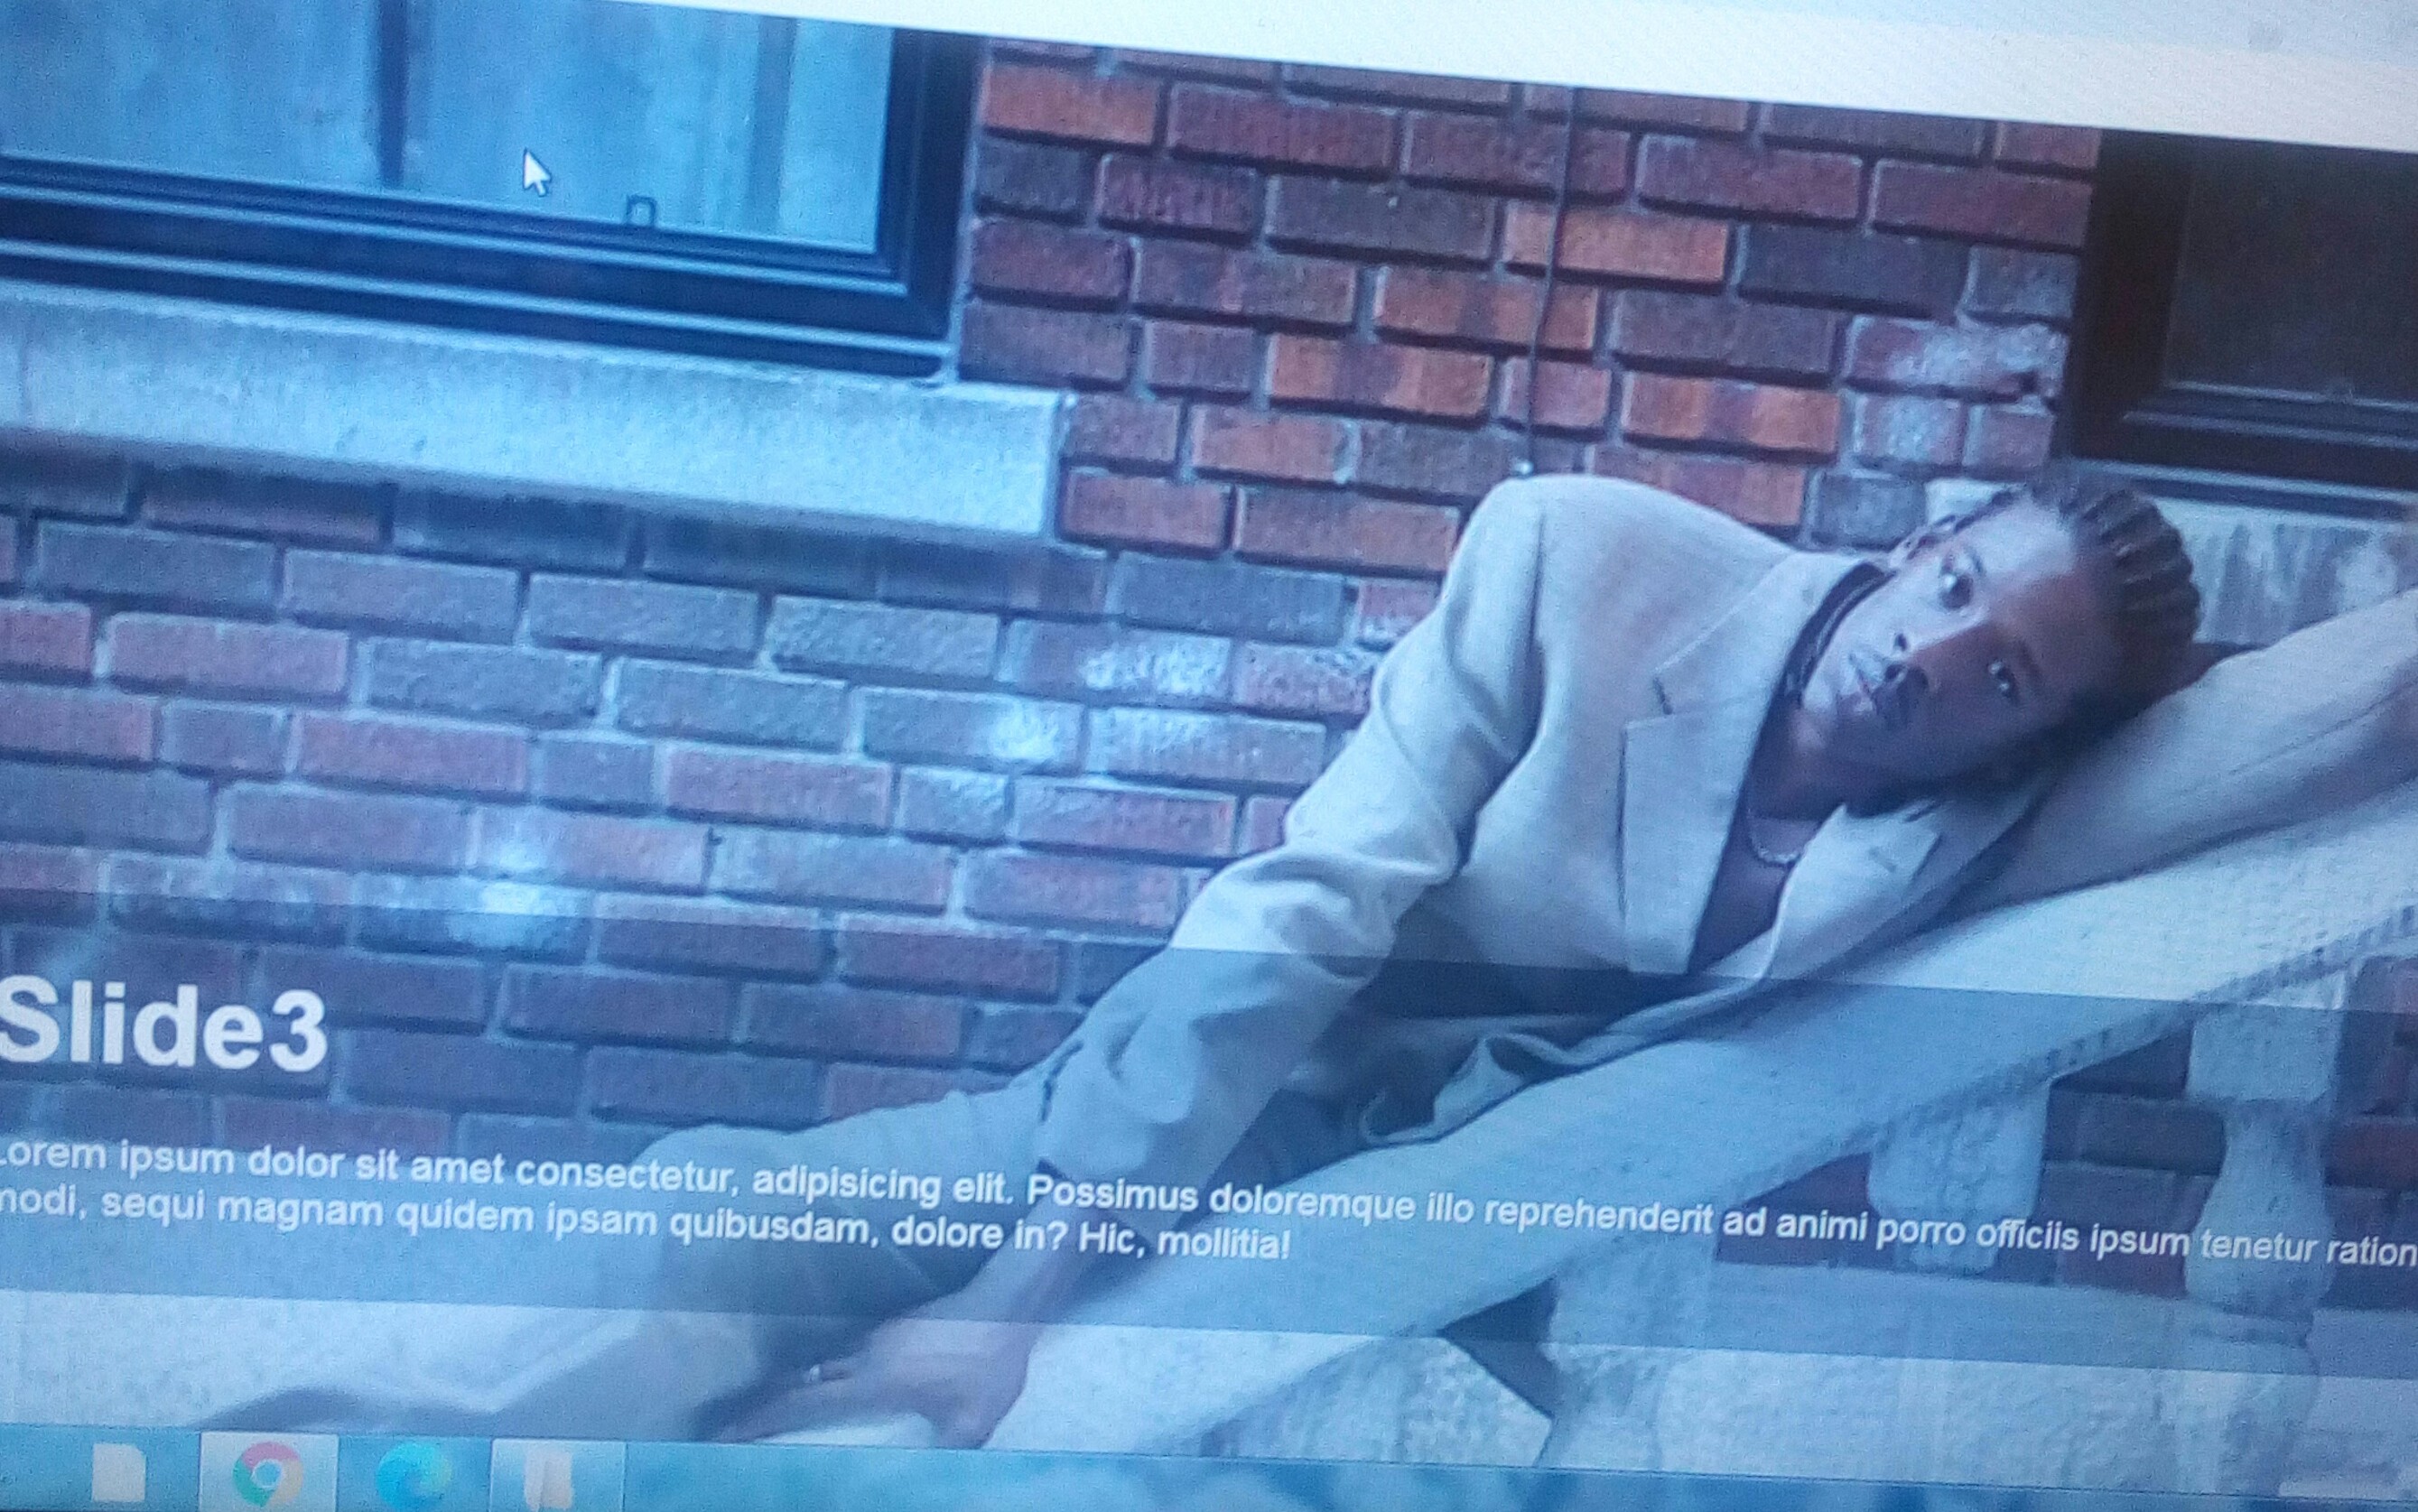 Slide3
Lorem ipsum dolor sit amet consectetur, adipisicing elit. Possimus doloremque illo reprehenderit ad animi porro officiis ipsum tenetur ration
modi, sequi magnam quidem ipsam quibusdam, dolore in? Hic, mollitia!